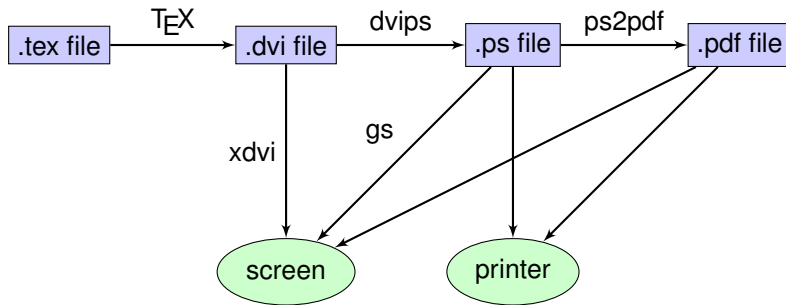 TEX
dvips
ps2pdf
.tex file
.dvi file
.ps file
.pdf file
xdvi
gs
screen
printer